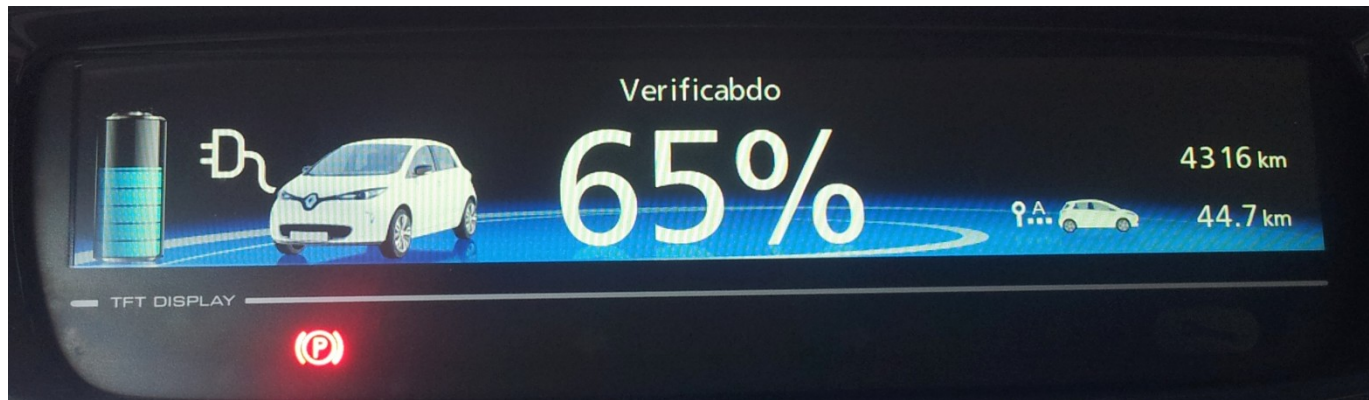 Verificabdo
65%
4316 km
A
44.7 km
TFT DISPLAY
P